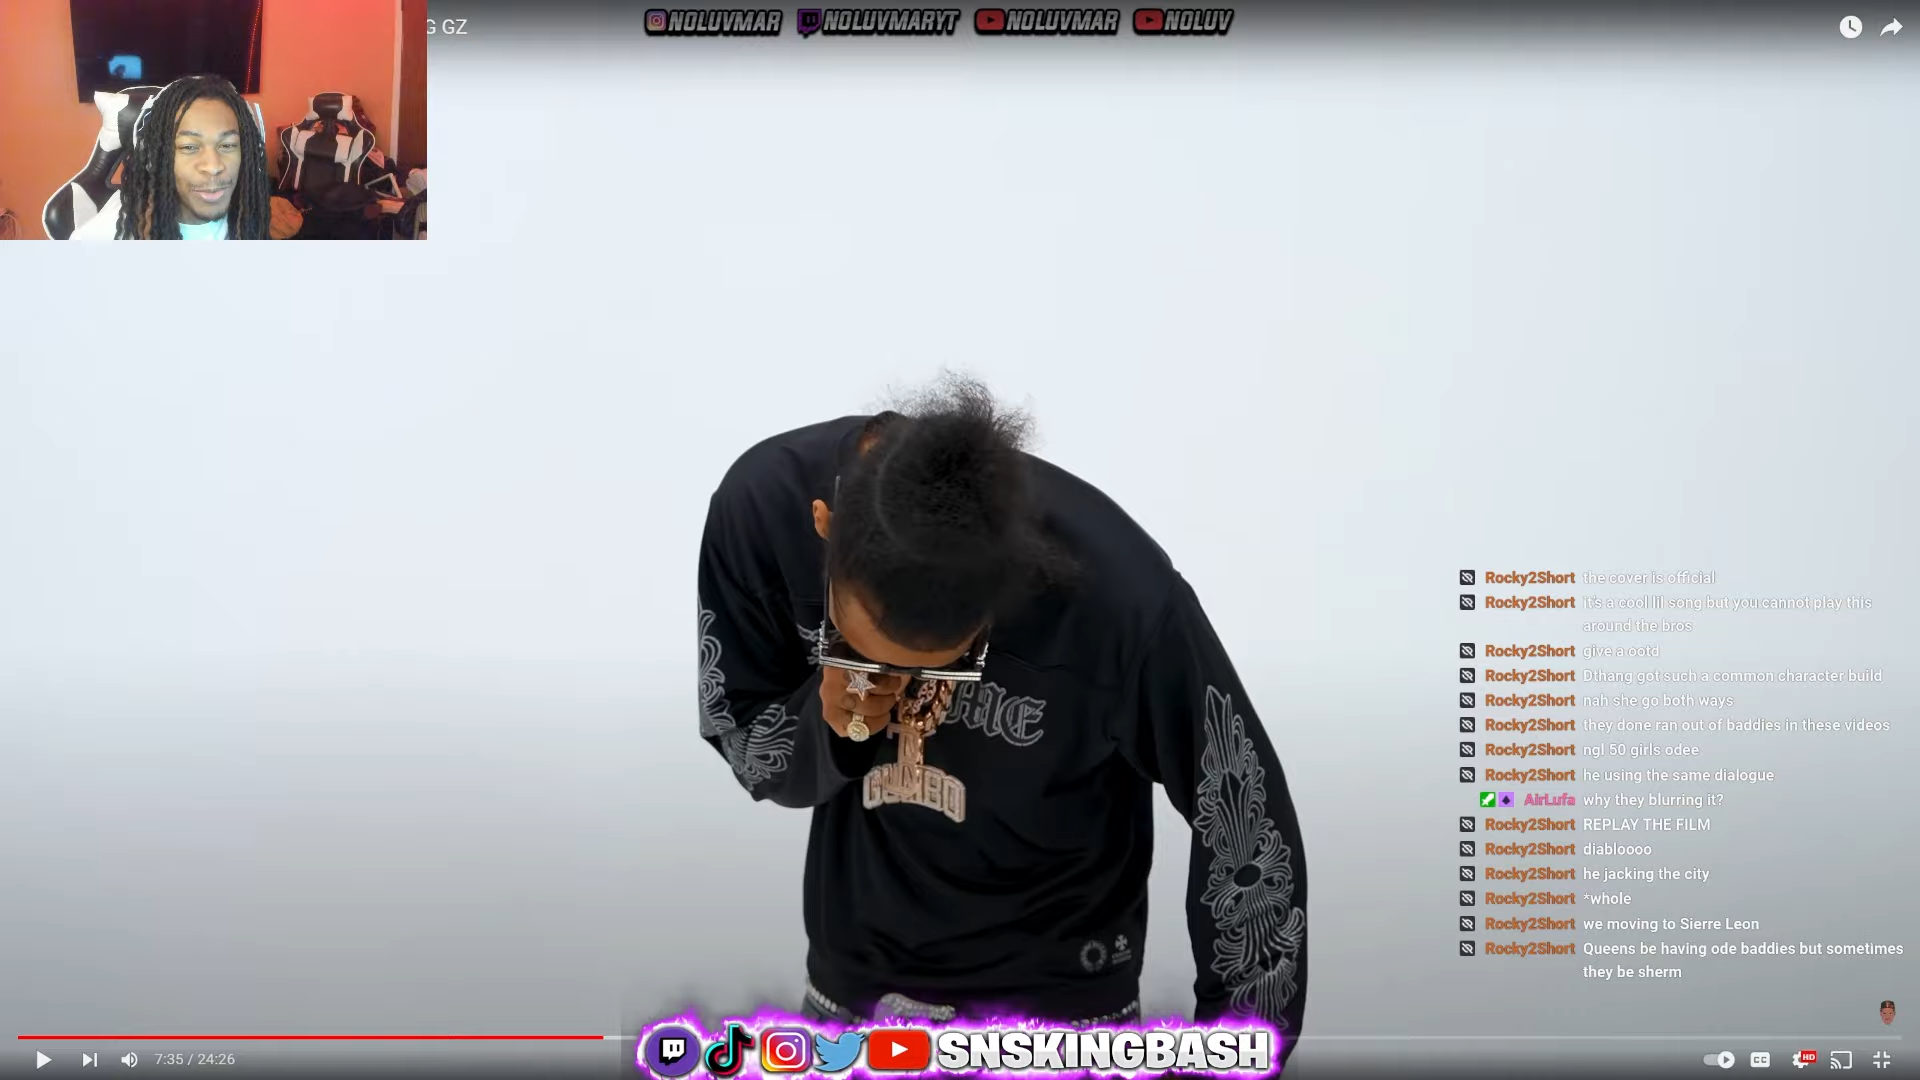 G GZ
NOLUVMAR NOLUVMARYT NOLUVMAR NOLUV
Rocky2Short the cover is official
Rocky2Short it's a cool lil song but you cannot play this
around the bros
Rocky2Short give a ootd
Rocky2Short Dthang got such a common character build
Rocky2Short nah she go both ways
Rocky2Short they done ran out of baddies in these videos
Rocky2Short ngl 50 girls odee
Rocky2Short he using the same dialogue
AirLufa why they blurring it?
Rocky2Short REPLAY THE FILM
Rocky2Short diabloooo
Rocky2Short he jacking the city
Rocky2Short *whole
Rocky2Short we moving to Sierre Leon
Rocky2Short Queens be having ode baddies but sometimes
they be sherm
GUMBO
7:35 / 24:26
SNSKINGBASH
CC
HD